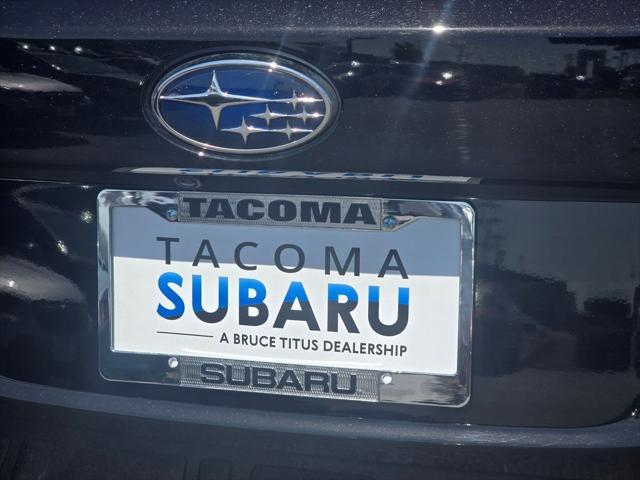 TACOMA
TACOMA
SUBARU
A BRUCE TITUS DEALERSHIP
SUBARU